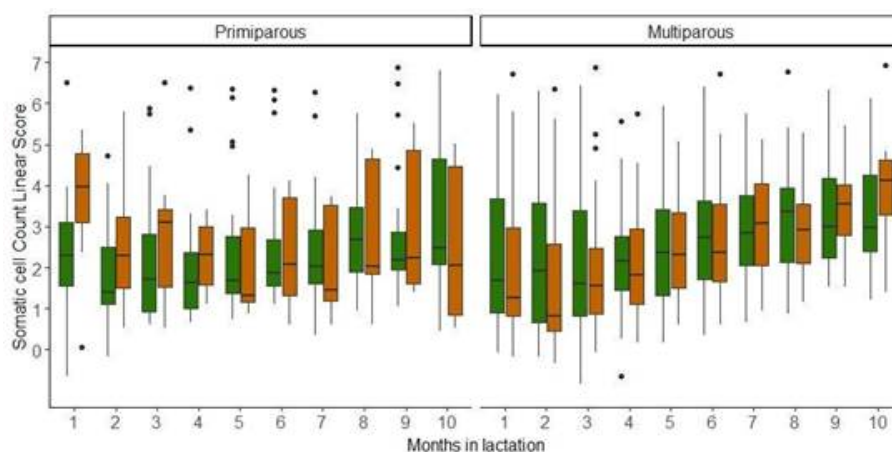 Primiparous Multiparous
7
6
5
4
3
2
1
0
Somatic cell Count Linear Score
1 2 3 4 5 6 7 8 9 10 1 2 3 4 5 6 7 8 9 10
Months in lactation